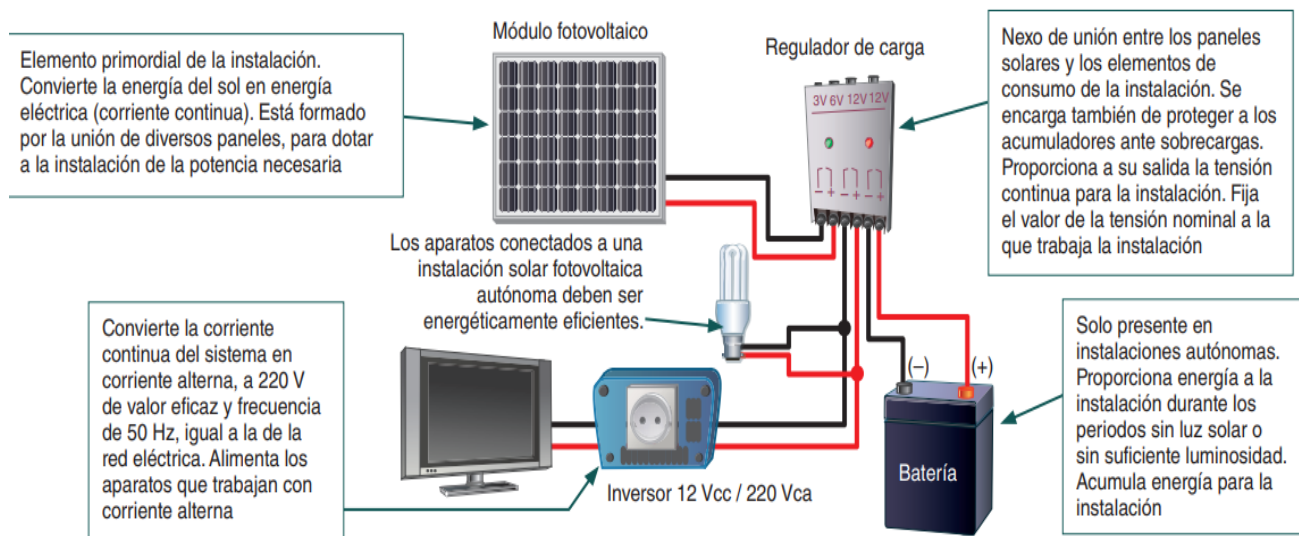 Módulo fotovoltaico
Elemento primordial de la instalación.
Convierte la energía del sol en energía
eléctrica (corriente continua). Está formado
por la unión de diversos paneles, para dotar
a la instalación de la potencia necesaria
Regulador de carga
3V 6V 12V 12V
− + − + − +
Nexo de unión entre los paneles
solares y los elementos de
consumo de la instalación. Se
encarga también de proteger a los
acumuladores ante sobrecargas.
Proporciona a su salida la tensión
continua para la instalación. Fija
el valor de la tensión nominal a la
que trabaja la instalación
Los aparatos conectados a una
instalación solar fotovoltaica
autónoma deben ser
energéticamente eficientes.
Convierte la corriente
continua del sistema en
corriente alterna, a 220 V
de valor eficaz y frecuencia
de 50 Hz, igual a la de la
red eléctrica. Alimenta los
aparatos que trabajan con
corriente alterna
Inversor 12 Vcc / 220 Vca
(−) (+)
Batería
Solo presente en
instalaciones autónomas.
Proporciona energía a la
instalación durante los
periodos sin luz solar o
sin suficiente luminosidad.
Acumula energía para la
instalación